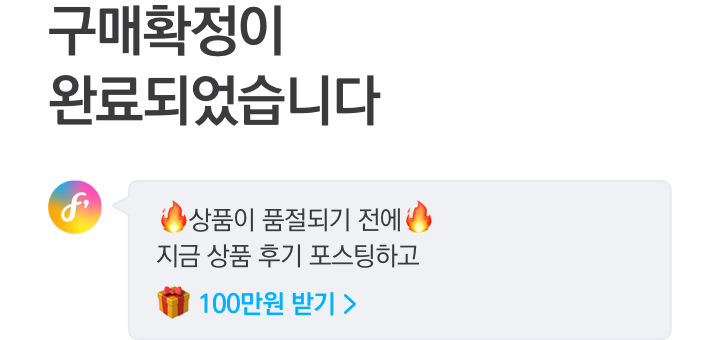 구매확정이
완료되었습니다
🔥상품이 품절되기 전에🔥
지금 상품 후기 포스팅하고
🎁 100만원 받기 >